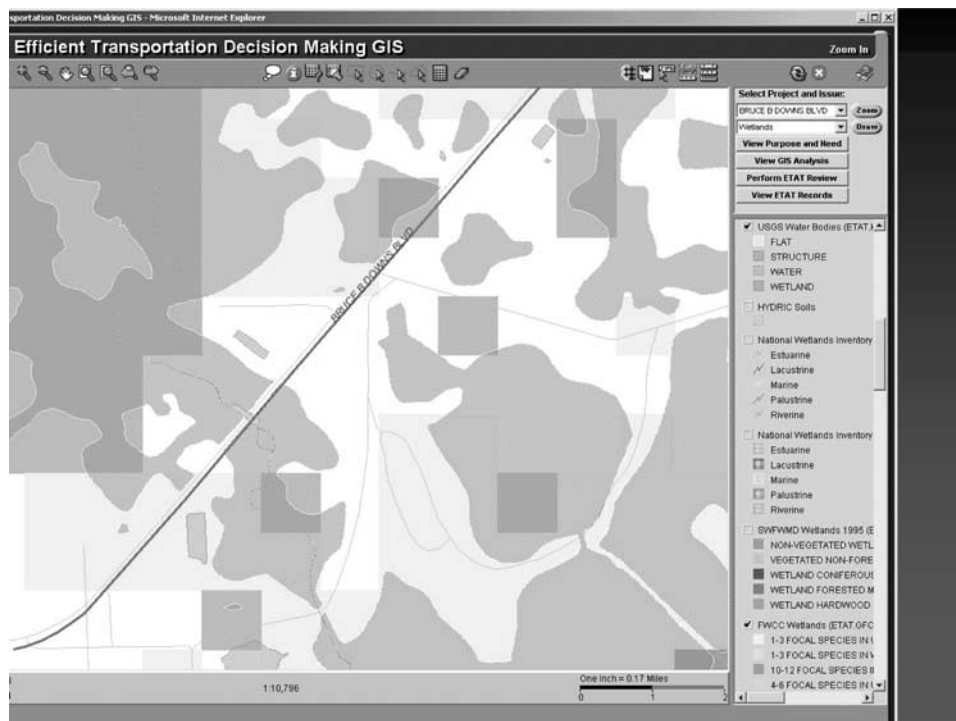 sportation Decision Making GIS - Microsoft Internet Explorer
Efficient Transportation Decision Making GIS
Zoom In
Select Project and Issue:
BRUCE B DOWNS BLVD
Zoom
Wetlands
Draw
View Purpose and Need
View GIS Analysis
Perform ETAT Review
View ETAT Records
USGS Water Bodies (ETAT.
FLAT
STRUCTURE
WATER
WETLAND
HYDRIC Soils
National Wetlands Inventory
Estuarine
Lacustrine
Marine
Palustrine
Riverine
National Wetlands Inventory
Estuarine
Lacustrine
Marine
Palustrine
Riverine
SWFWMD Wetlands 1995 (E
NON-VEGETATED WETL
VEGETATED NON-FORE
WETLAND CONIFEROUS
WETLAND FORESTED M
WETLAND HARDWOOD
FWCC Wetlands (ETAT.GFC
1-3 FOCAL SPECIES IN
1-3 FOCAL SPECIES IN
10-12 FOCAL SPECIES I
4-6 FOCAL SPECIES IN
BRUCE B DOWNS BLVD
1:10,796
One Inch = 0.17 Miles
0 1 2